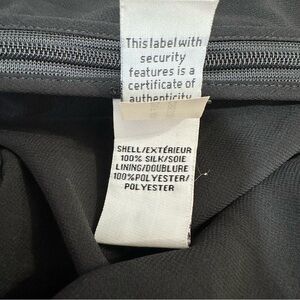 This label with
security
features is a
certificate of
authenticity
SHELL/EXTÉRIEUR
100% SILK/SOIE
LINING/DOUBLURE
100%POLYESTER/
POLYESTER